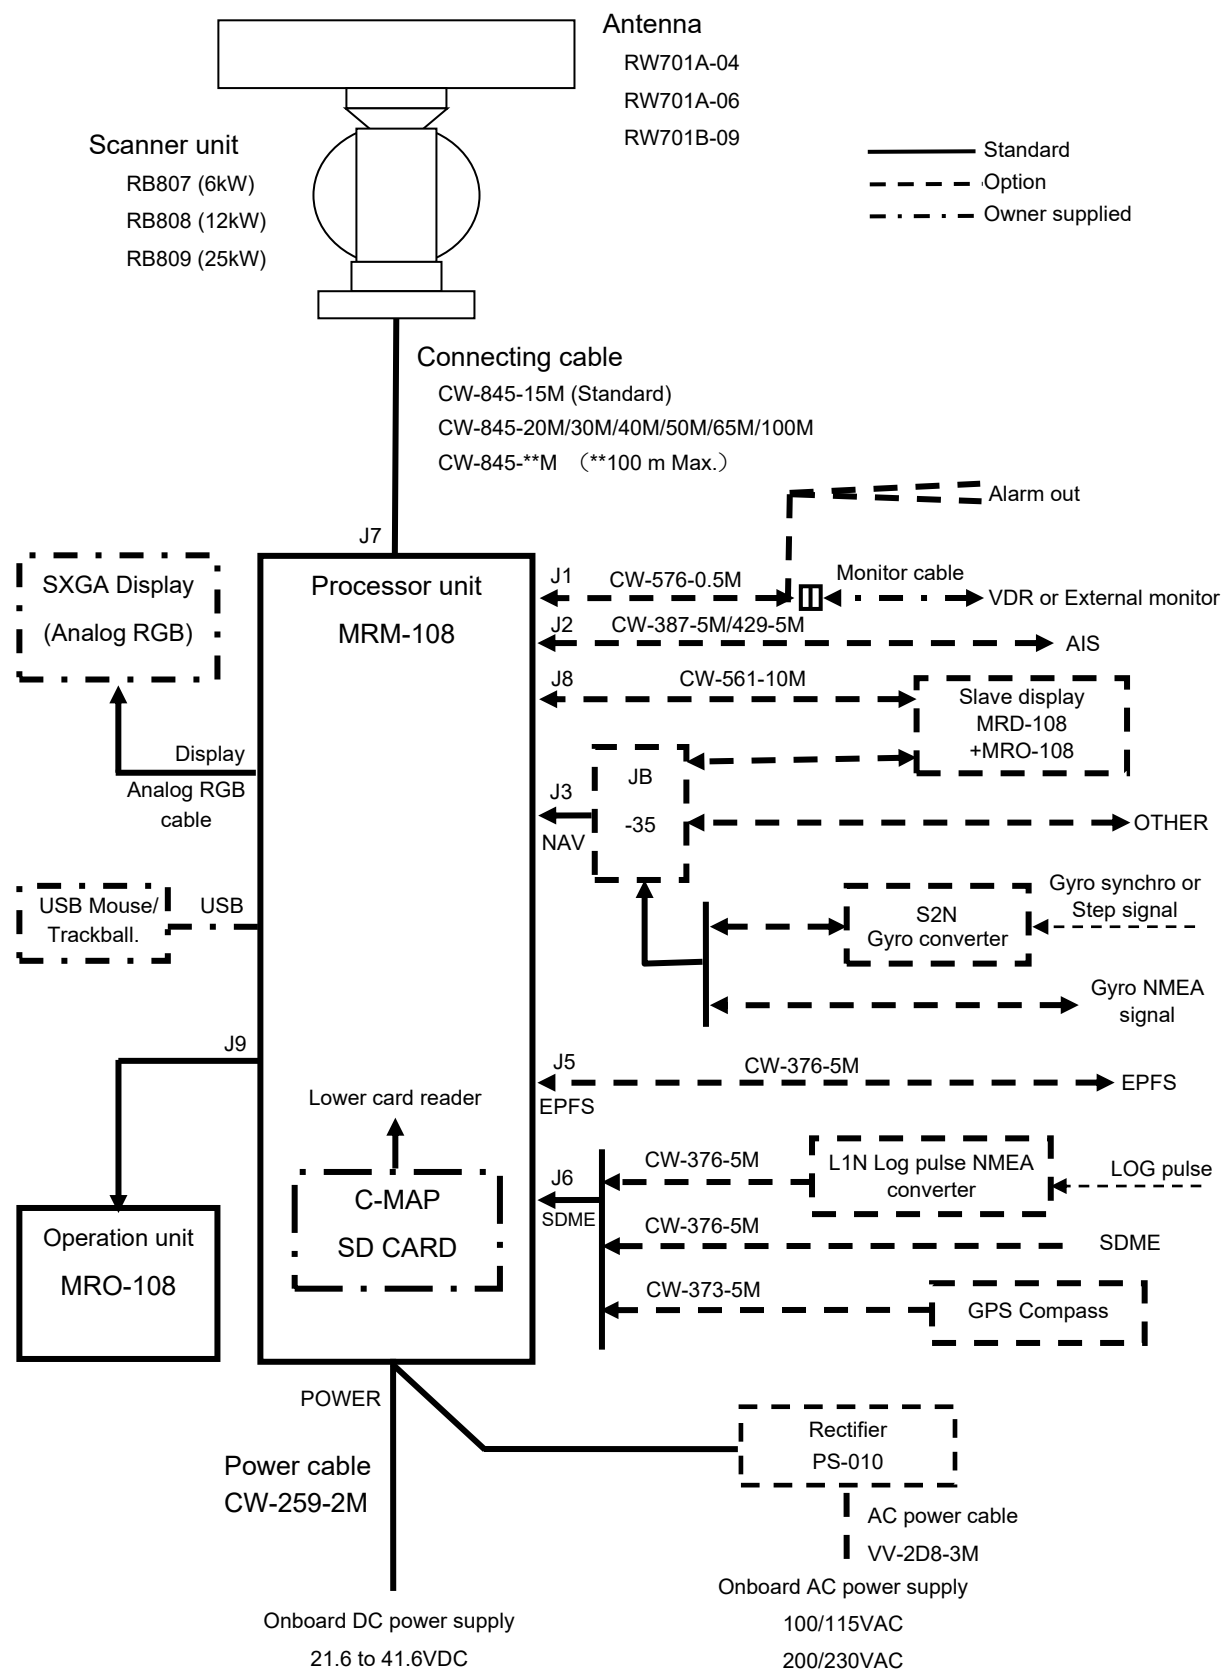 Antenna
RW701A-04
RW701A-06
RW701B-09
Scanner unit
RB807 (6kW)
RB808 (12kW)
RB809 (25kW)
Standard
Option
Owner supplied
Connecting cable
CW-845-15M (Standard)
CW-845-20M/30M/40M/50M/65M/100M
CW-845-**M （**100 m Max.）
J7
Alarm out
SXGA Display
(Analog RGB)
Processor unit
MRM-108
J1
CW-576-0.5M
Monitor cable
VDR or External monitor
J2
CW-387-5M/429-5M
AIS
J8
CW-561-10M
Slave display
MRD-108
+MRO-108
Display
Analog RGB
cable
J3
NAV
JB
-35
OTHER
USB Mouse/
Trackball.
USB
S2N
Gyro converter
Gyro synchro or
Step signal
Gyro NMEA
signal
J9
J5
EPFS
CW-376-5M
EPFS
Lower card reader
C-MAP
SD CARD
J6
SDME
CW-376-5M
L1N Log pulse NMEA
converter
LOG pulse
CW-376-5M
SDME
CW-373-5M
GPS Compass
Operation unit
MRO-108
POWER
Power cable
CW-259-2M
Rectifier
PS-010
AC power cable
VV-2D8-3M
Onboard DC power supply
21.6 to 41.6VDC
Onboard AC power supply
100/115VAC
200/230VAC